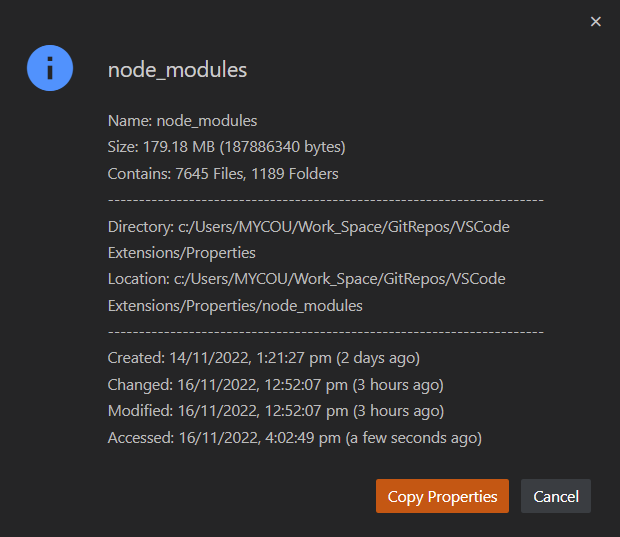 node_modules
Name: node_modules
Size: 179.18 MB (187886340 bytes)
Contains: 7645 Files, 1189 Folders
----------------------------------------------------------------------
Directory: c:/Users/MYCOU/Work_Space/GitRepos/VSCode
Extensions/Properties
Location: c:/Users/MYCOU/Work_Space/GitRepos/VSCode
Extensions/Properties/node_modules
----------------------------------------------------------------------
Created: 14/11/2022, 1:21:27 pm (2 days ago)
Changed: 16/11/2022, 12:52:07 pm (3 hours ago)
Modified: 16/11/2022, 12:52:07 pm (3 hours ago)
Accessed: 16/11/2022, 4:02:49 pm (a few seconds ago)
Copy Properties
Cancel